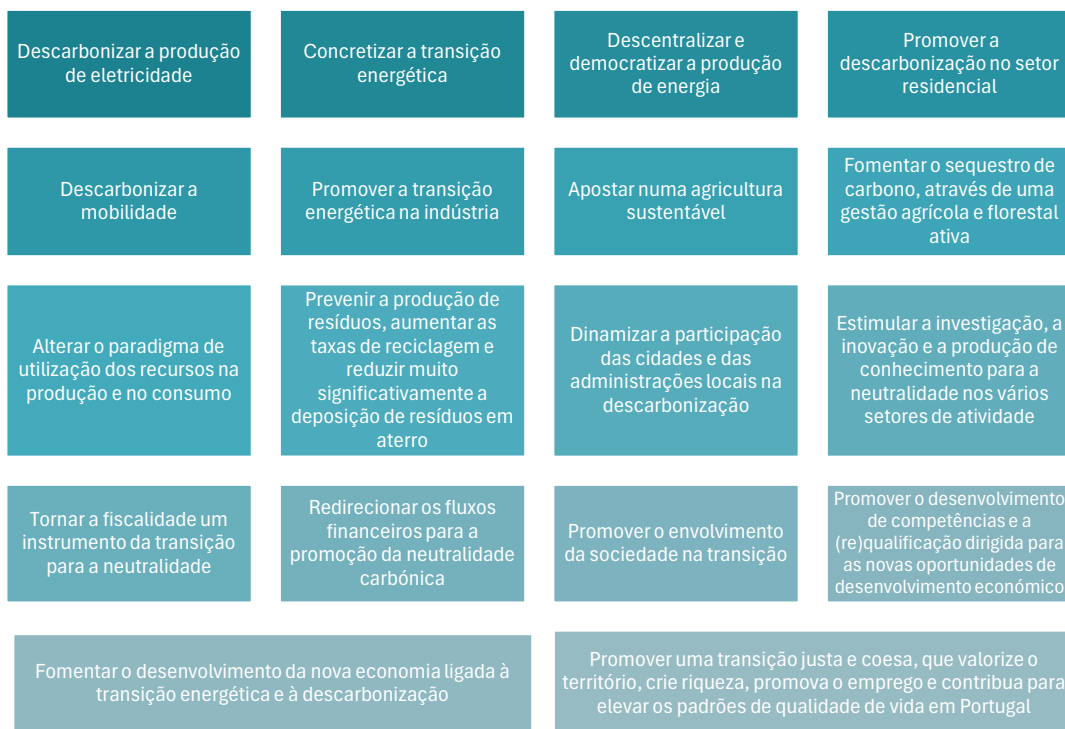 Descarbonizar a produção
de eletricidade
Concretizar a transição
energética
Descentralizar e
democratizar a produção
de energia
Promover a
descarbonização no setor
residencial
Descarbonizar a
mobilidade
Promover a transição
energética na indústria
Apostar numa agricultura
sustentável
Fomentar o sequestro de
carbono, através de uma
gestão agrícola e florestal
ativa
Alterar o paradigma de
utilização dos recursos na
produção e no consumo
Prevenir a produção de
resíduos, aumentar as
taxas de reciclagem e
reduzir muito
significativamente a
deposição de resíduos em
aterro
Dinamizar a participação
das cidades e das
administrações locais na
descarbonização
Estimular a investigação, a
inovação e a produção de
conhecimento para a
neutralidade nos vários
setores de atividade
Tornar a fiscalidade um
instrumento da transição
para a neutralidade
Redirecionar os fluxos
financeiros para a
promoção da neutralidade
carbónica
Promover o envolvimento
da sociedade na transição
Promover o desenvolvimento
de competências e a
(re)qualificação dirigida para
as novas oportunidades de
desenvolvimento económico
Fomentar o desenvolvimento da nova economia ligada à
transição energética e à descarbonização
Promover uma transição justa e coesa, que valorize o
território, crie riqueza, promova o emprego e contribua para
elevar os padrões de qualidade de vida em Portugal